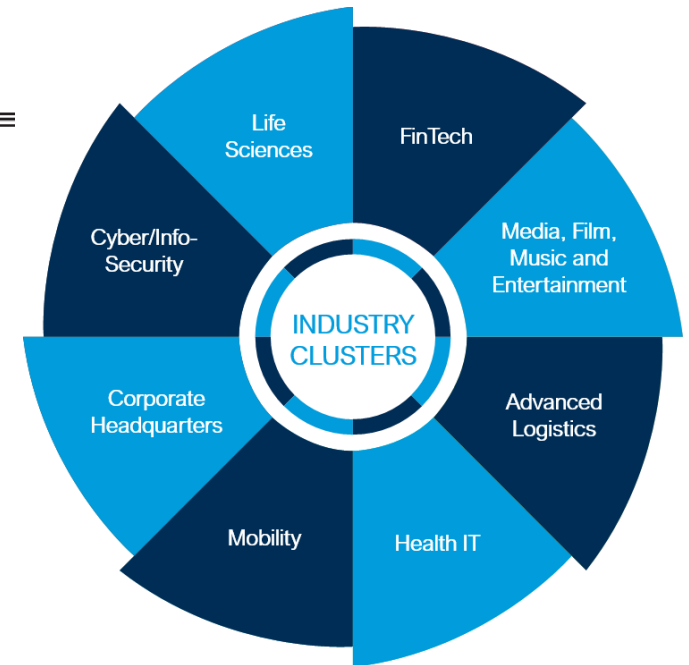 Life
Sciences
FinTech
Media, Film,
Music and
Entertainment
Advanced
Logistics
Health IT
Mobility
Corporate
Headquarters
Cyber/Info-
Security
INDUSTRY
CLUSTERS